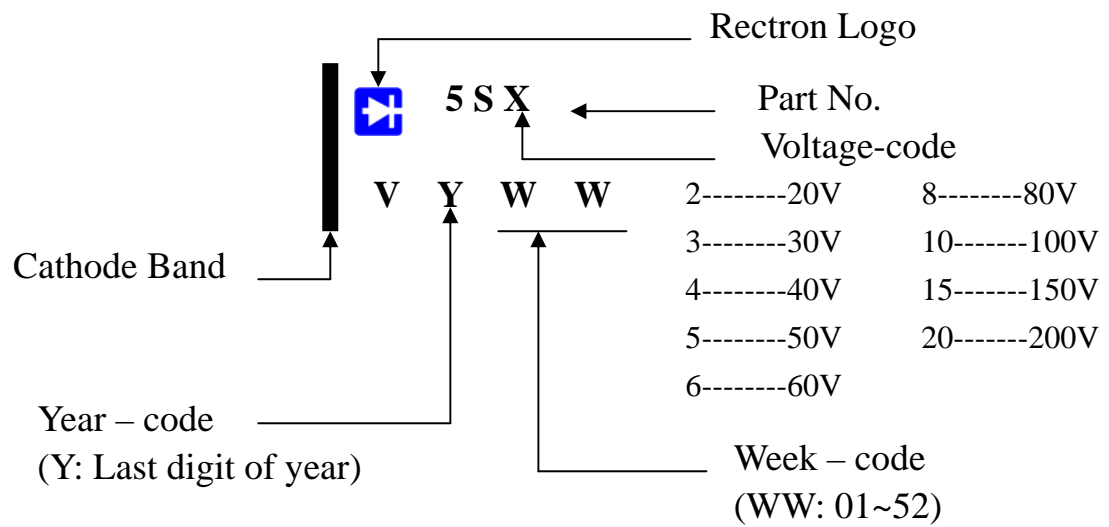 Rectron Logo
5 S X
Part No.
Voltage-code
V Y W W
2--------20V 8--------80V
3--------30V 10-------100V
Cathode Band
4--------40V 15-------150V
5--------50V 20-------200V
6--------60V
Year – code
(Y: Last digit of year)
Week – code
(WW: 01~52)